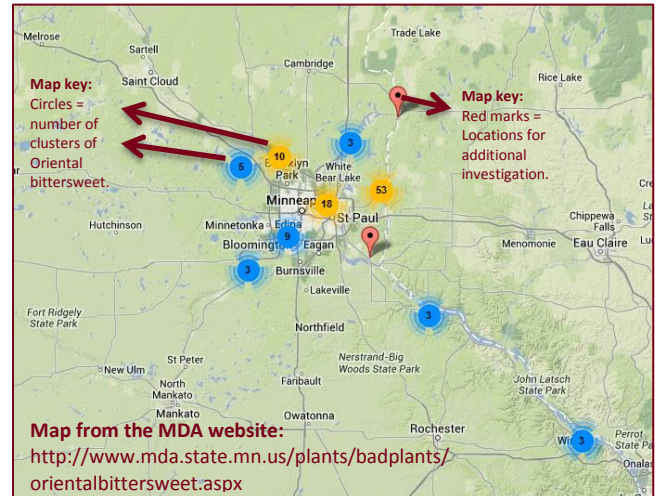 Melrose
Sartell
Saint Cloud
Cambridge
Trade Lake
Rice Lake
Map key:
Circles =
number of
clusters of
Oriental
bittersweet.
Map key:
Red marks =
Locations for
additional
investigation.
3
10
5
Park
White
Bear Lake
53
18
Minneap
St Paul
Hutchinson
Minnetonka
Edina
9
Bloomington
Eagan
Burnsville
3
Lakeville
Chippewa
Falls
Menomonie
Eau Claire
Fort Ridgely
State Park
Northfield
3
Nerstrand-Big
Woods State Park
New Ulm
St Peter
North
Mankato
Mankato
Faribault
Owatonna
John Latsch
State Park
Rochester
3
Perrot
State Pa
Onalas
Map from the MDA website:
http://www.mda.state.mn.us/plants/badplants/
orientalbittersweet.aspx